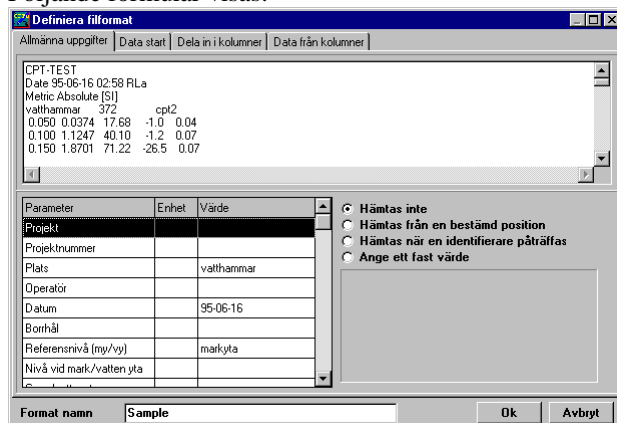 Definiera filformat
Allmänna uppgifter Data start Dela in i kolumner Data från kolumner
CPT-TEST
Date 95-06-16 02:58 RLa
Metric Absolute [SI]
vatthammar 372 cpt2
0.050 0.0374 17.68 -1.0 0.04
0.100 1.1247 40.10 -1.2 0.07
0.150 1.8701 71.22 -26.5 0.07
Parameter Enhet Värde
Projekt
Projektnummer
Plats vatthammar
Operatör
Datum 95-06-16
Borrhål
Referensnivå (my/vy) markyta
Nivå vid mark/vatten yta
Hämtas inte
Hämtas från en bestämd position
Hämtas när en identifierare påträffas
Ange ett fast värde
Format namn Sample Ok Avbryt